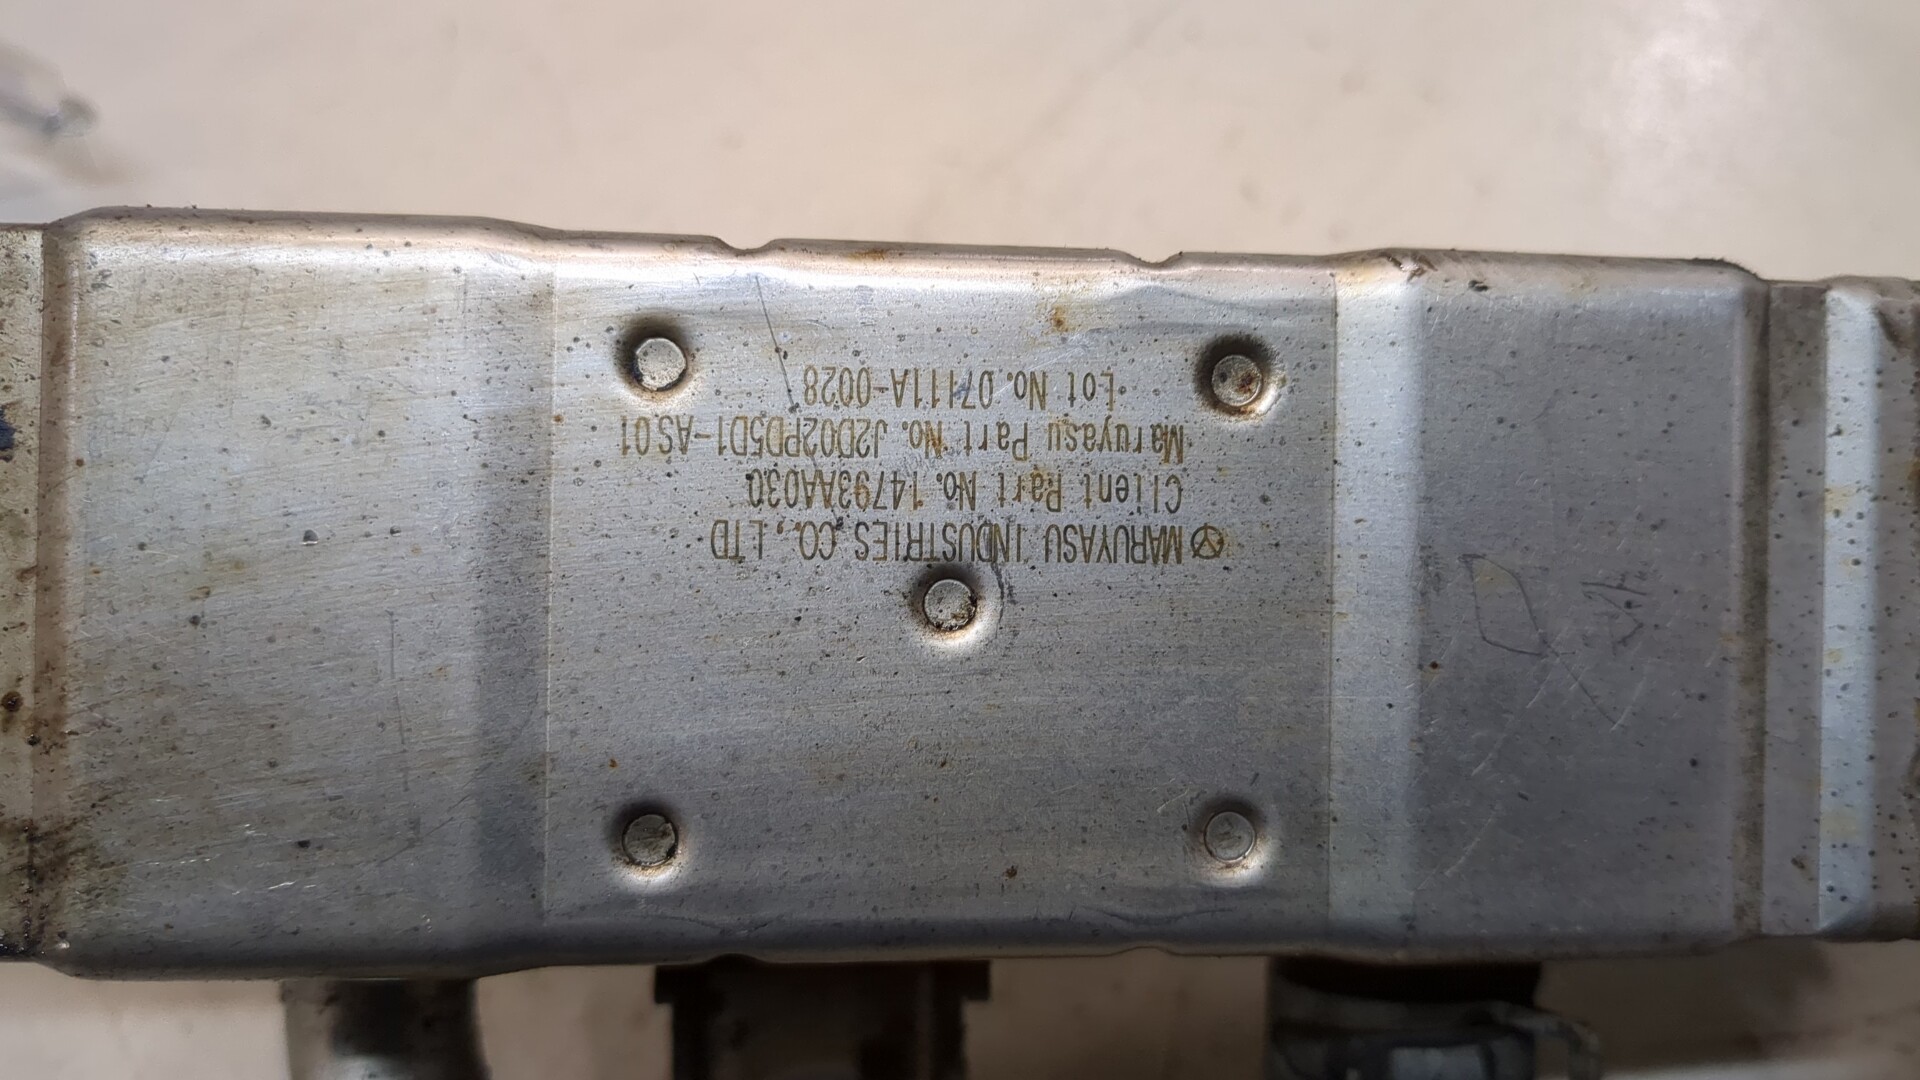 MARUYASU INDUSTRIES CO., LTD
Client Part No. 14793AA030
Maruyasu Part No. J2D02PD5D1-AS01
Lot No. 07111A-0028